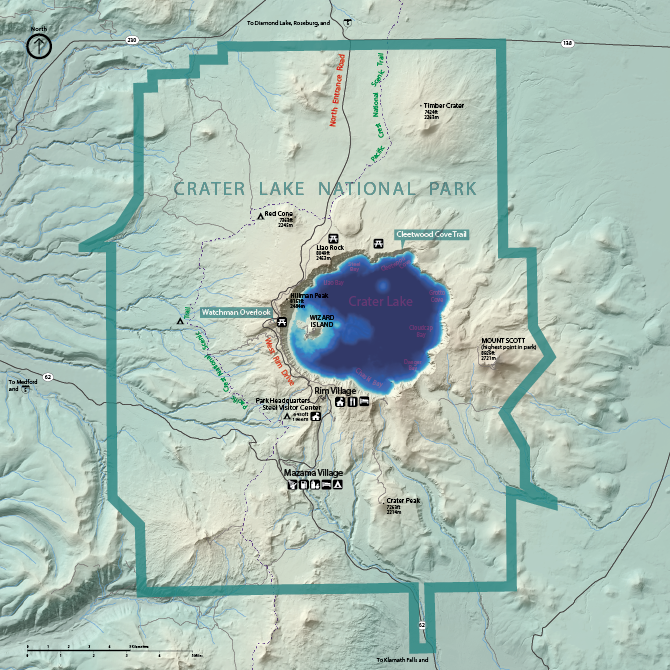 To Diamond Lake, Roseburg, and
North
230
138
North Entrance Road
Pacific Crest National Scenic Trail
Timber Crater
7424ft
2263m
CRATER LAKE NATIONAL PARK
Red Cone
2245m
Cleetwood Cove Trail
Llao Rock
8049ft
2453m
Hillman Peak
8151ft
2484m
Crater Lake
Watchman Overlook
WIZARD
ISLAND
MOUNT SCOTT
(highest point in park)
8929ft
2721m
West Rim Drive
Pacific Crest National Scenic Trail
62
To Medford
and
Rim Village
Park Headquarters
Steel Visitor Center
Mazama Village
Crater Peak
7263ft
2214m
62
To Klamath Falls and